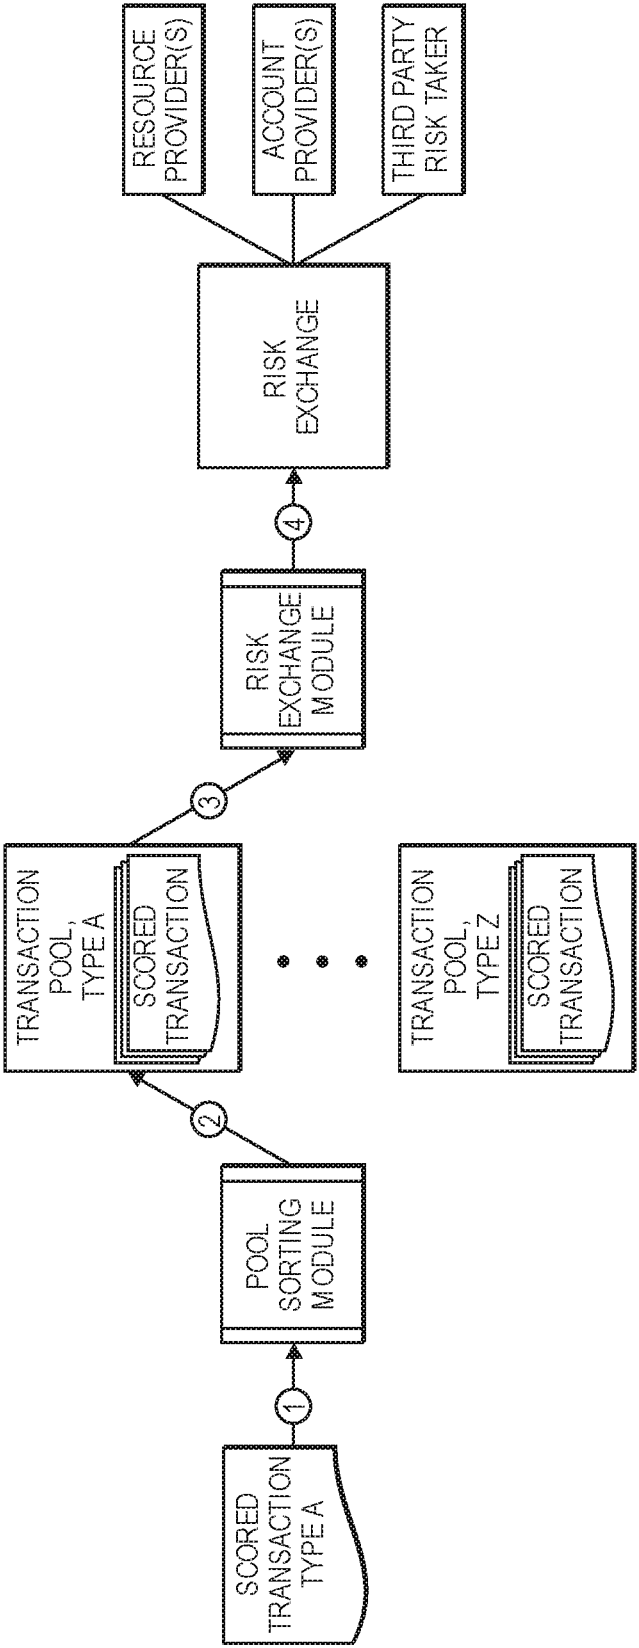 SCORED
TRANSACTION
TYPE A
1
POOL
SORTING
MODULE
2
TRANSACTION
POOL,
TYPE A
SCORED
TRANSACTION
TRANSACTION
POOL,
TYPE Z
SCORED
TRANSACTION
3
RISK
EXCHANGE
MODULE
4
RISK
EXCHANGE
RESOURCE
PROVIDER(S)
ACCOUNT
PROVIDER(S)
THIRD PARTY
RISK TAKER